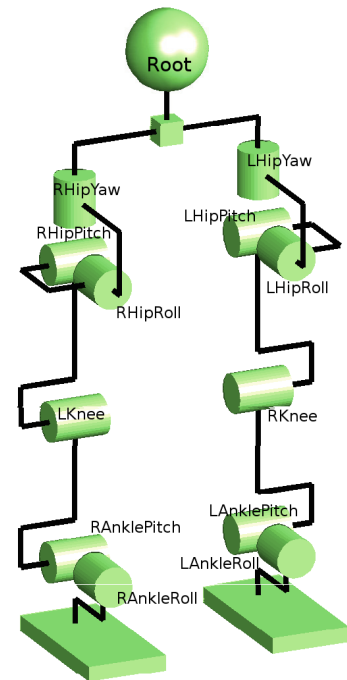 Root
LHipYaw
RHipYaw
LHipPitch
RHipPitch
LHipRoll
RHipRoll
LKnee
RKnee
LAnklePitch
RAnklePitch
LAnkleRoll
RAnkleRoll